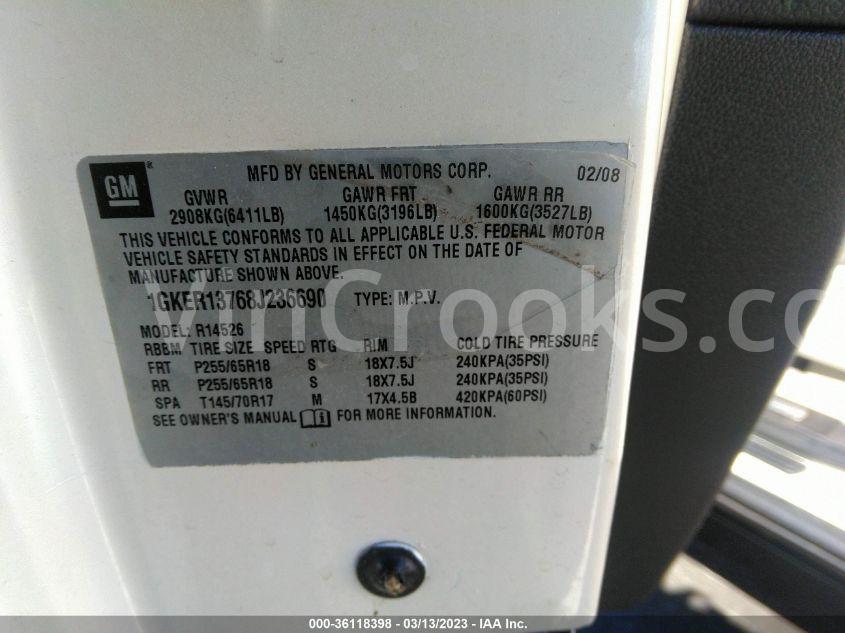 GM
MFD BY GENERAL MOTORS CORP. 02/08
GVWR GAWR FRT GAWR RR
2908KG(6411LB) 1450KG(3196LB) 1600KG(3527LB)
THIS VEHICLE CONFORMS TO ALL APPLICABLE U.S. FEDERAL MOTOR
VEHICLE SAFETY STANDARDS IN EFFECT ON THE DATE OF
MANUFACTURE SHOWN ABOVE.
1GKER13768J236690 TYPE: M.P.V.
VinCrooks.co
MODEL: R14526
RBBM TIRE SIZE SPEED RTG RIM COLD TIRE PRESSURE
FRT P255/65R18 S 18X7.5J 240KPA(35PSI)
RR P255/65R18 S 18X7.5J 240KPA(35PSI)
SPA T145/70R17 M 17X4.5B 420KPA(60PSI)
SEE OWNER'S MANUAL FOR MORE INFORMATION.
000-36118398 - 03/13/2023 - IAA Inc.